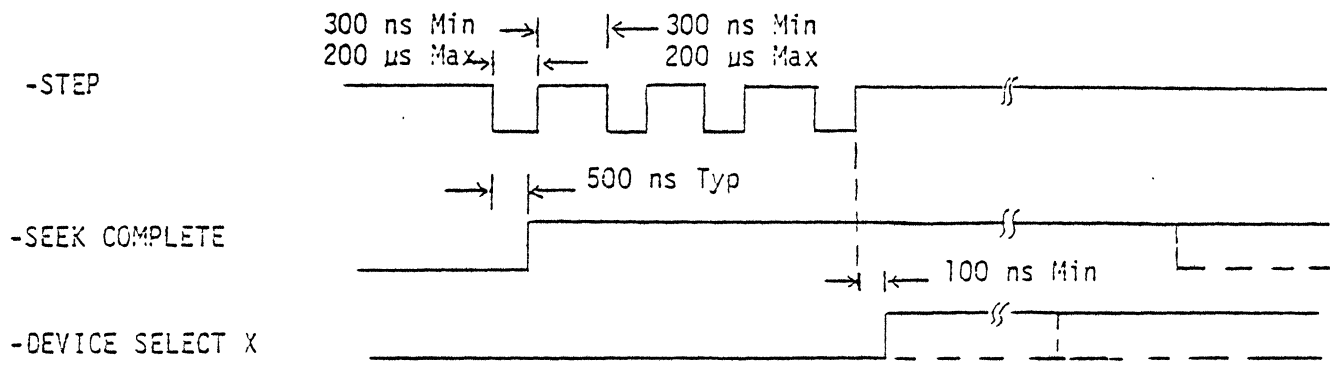 300 ns Min 300 ns Min
200 µs Max 200 µs Max
-STEP
500 ns Typ
-SEEK COMPLETE
100 ns Min
-DEVICE SELECT X